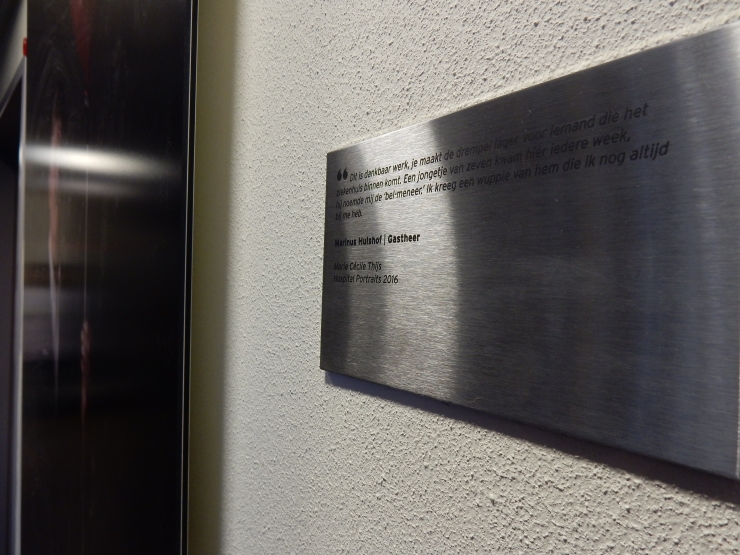 “ Dit is dankbaar werk, je maakt de drempel lager voor iemand die het
ziekenhuis binnen komt. Een jongetje van zeven kwam hier iedere week,
hij noemde mij de 'bel-meneer.' Ik kreeg een wuppie van hem die ik nog altijd
bij me heb.
Marinus Hulshof | Gastheer
Marie Cécile Thijs
Hospital Portraits 2016